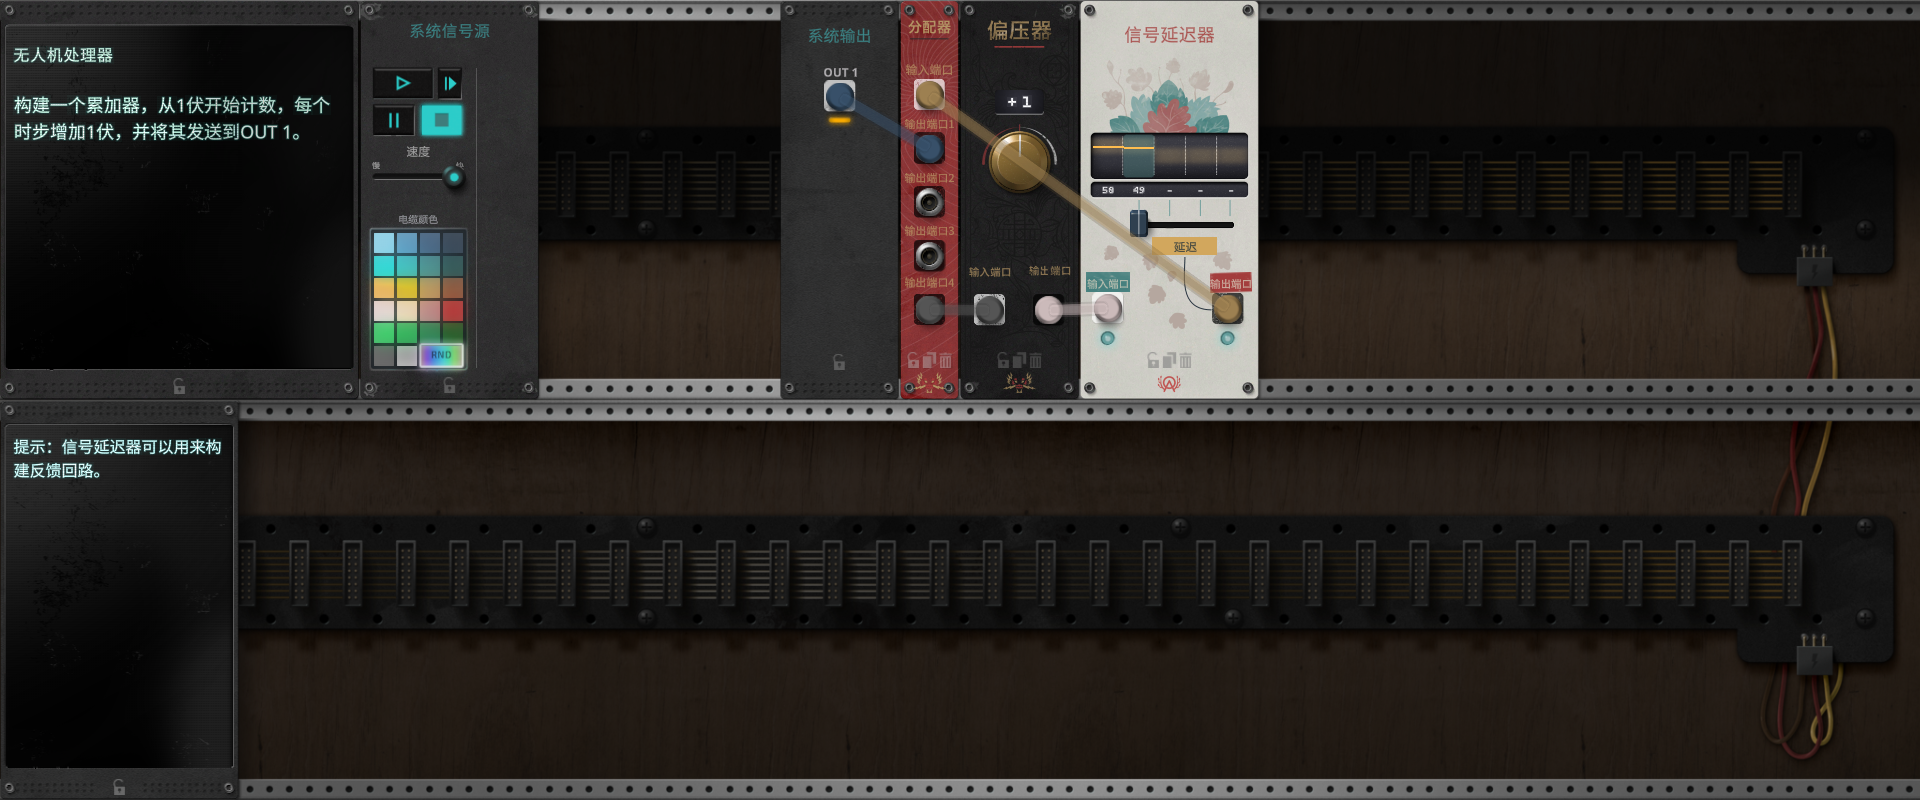 无人机处理器
构建一个累加器，从1伏开始计数，每个
时步增加1伏，并将其发送到OUT 1。
系统信号源
速度
慢
电缆颜色
RND
系统输出
OUT 1
分配器
输入端口
输出端口1
输出端口2
输出端口3
输出端口4
偏压器
+1
输入端口
输出端口
信号延迟器
50 49 - - -
延迟
输入端口
输出端口
提示：信号延迟器可以用来构
建反馈回路。